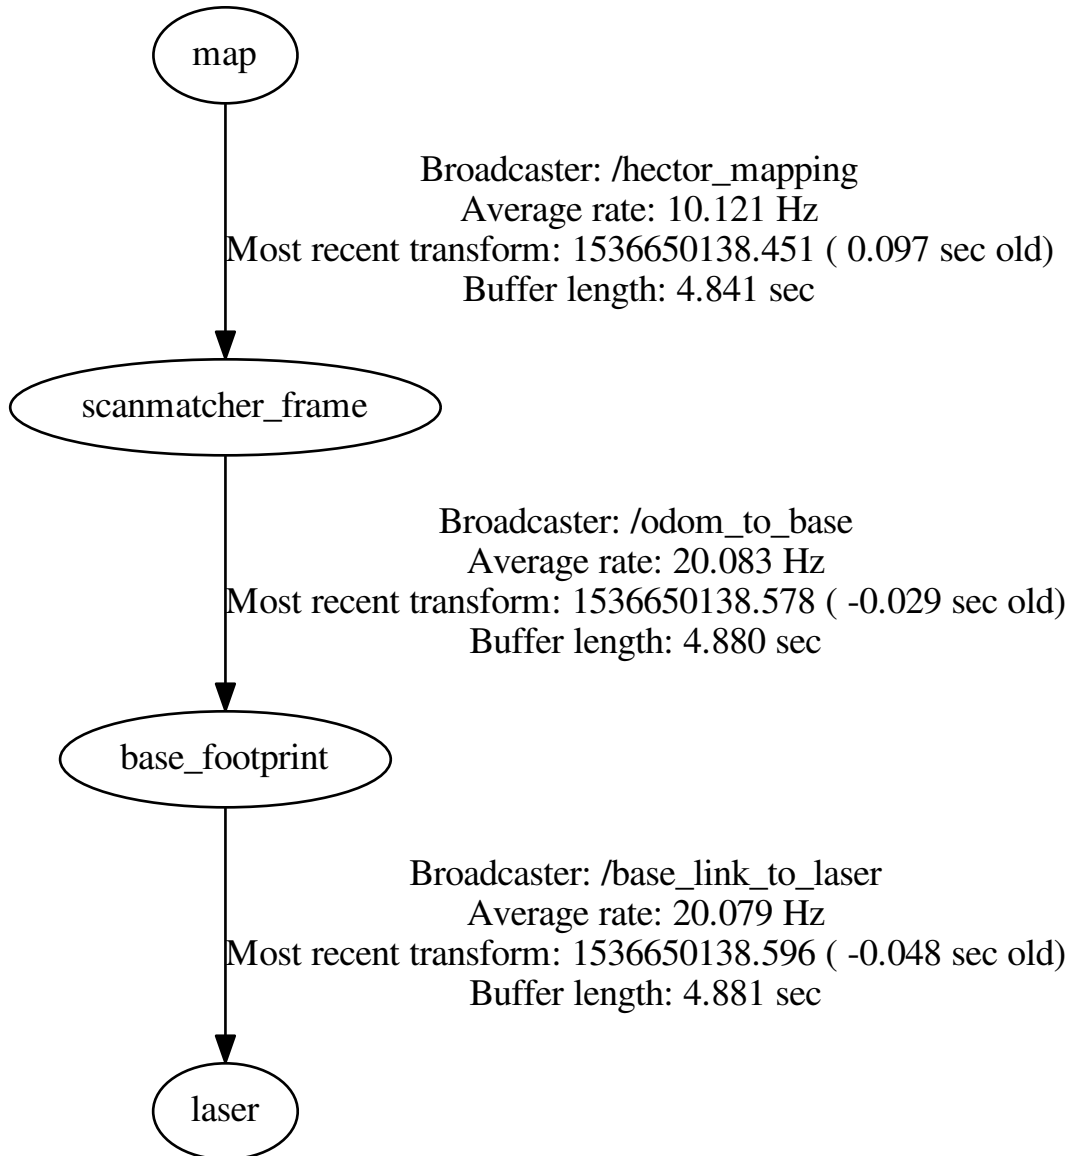 map
Broadcaster: /hector_mapping
Average rate: 10.121 Hz
Most recent transform: 1536650138.451 ( 0.097 sec old)
Buffer length: 4.841 sec
scanmatcher_frame
Broadcaster: /odom_to_base
Average rate: 20.083 Hz
Most recent transform: 1536650138.578 ( -0.029 sec old)
Buffer length: 4.880 sec
base_footprint
Broadcaster: /base_link_to_laser
Average rate: 20.079 Hz
Most recent transform: 1536650138.596 ( -0.048 sec old)
Buffer length: 4.881 sec
laser